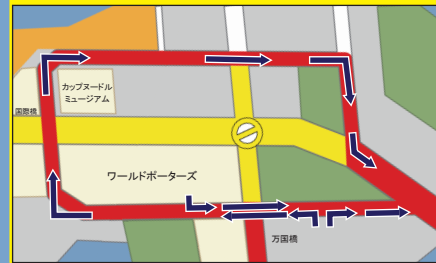 カップヌードル
ミュージアム
国際橋
ワールドポーターズ
万国橋